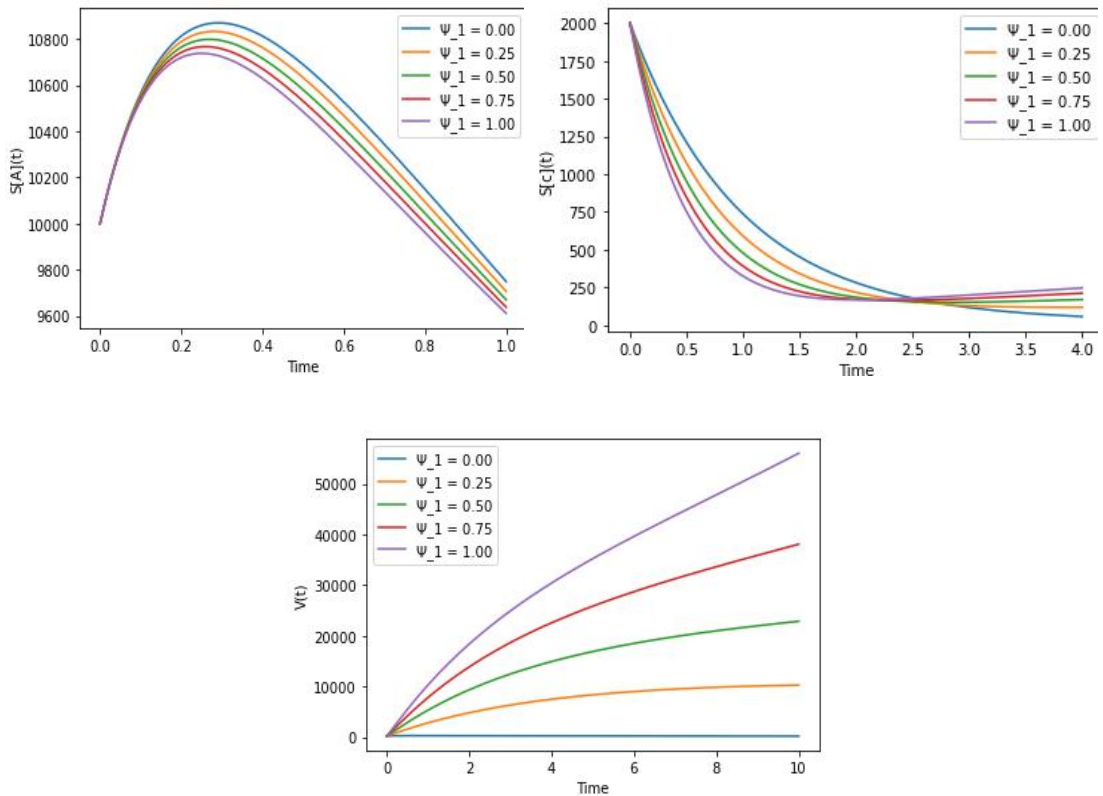 10800
10600
10400
10200
10000
9800
9600
S[A](t)
0.0 0.2 0.4 0.6 0.8 1.0
Time
Ψ_1 = 0.00
Ψ_1 = 0.25
Ψ_1 = 0.50
Ψ_1 = 0.75
Ψ_1 = 1.00
2000
1750
1500
1250
1000
750
500
250
0
S[c](t)
0.0 0.5 1.0 1.5 2.0 2.5 3.0 3.5 4.0
Time
Ψ_1 = 0.00
Ψ_1 = 0.25
Ψ_1 = 0.50
Ψ_1 = 0.75
Ψ_1 = 1.00
50000
40000
30000
20000
10000
0
V(t)
0 2 4 6 8 10
Time
Ψ_1 = 0.00
Ψ_1 = 0.25
Ψ_1 = 0.50
Ψ_1 = 0.75
Ψ_1 = 1.00